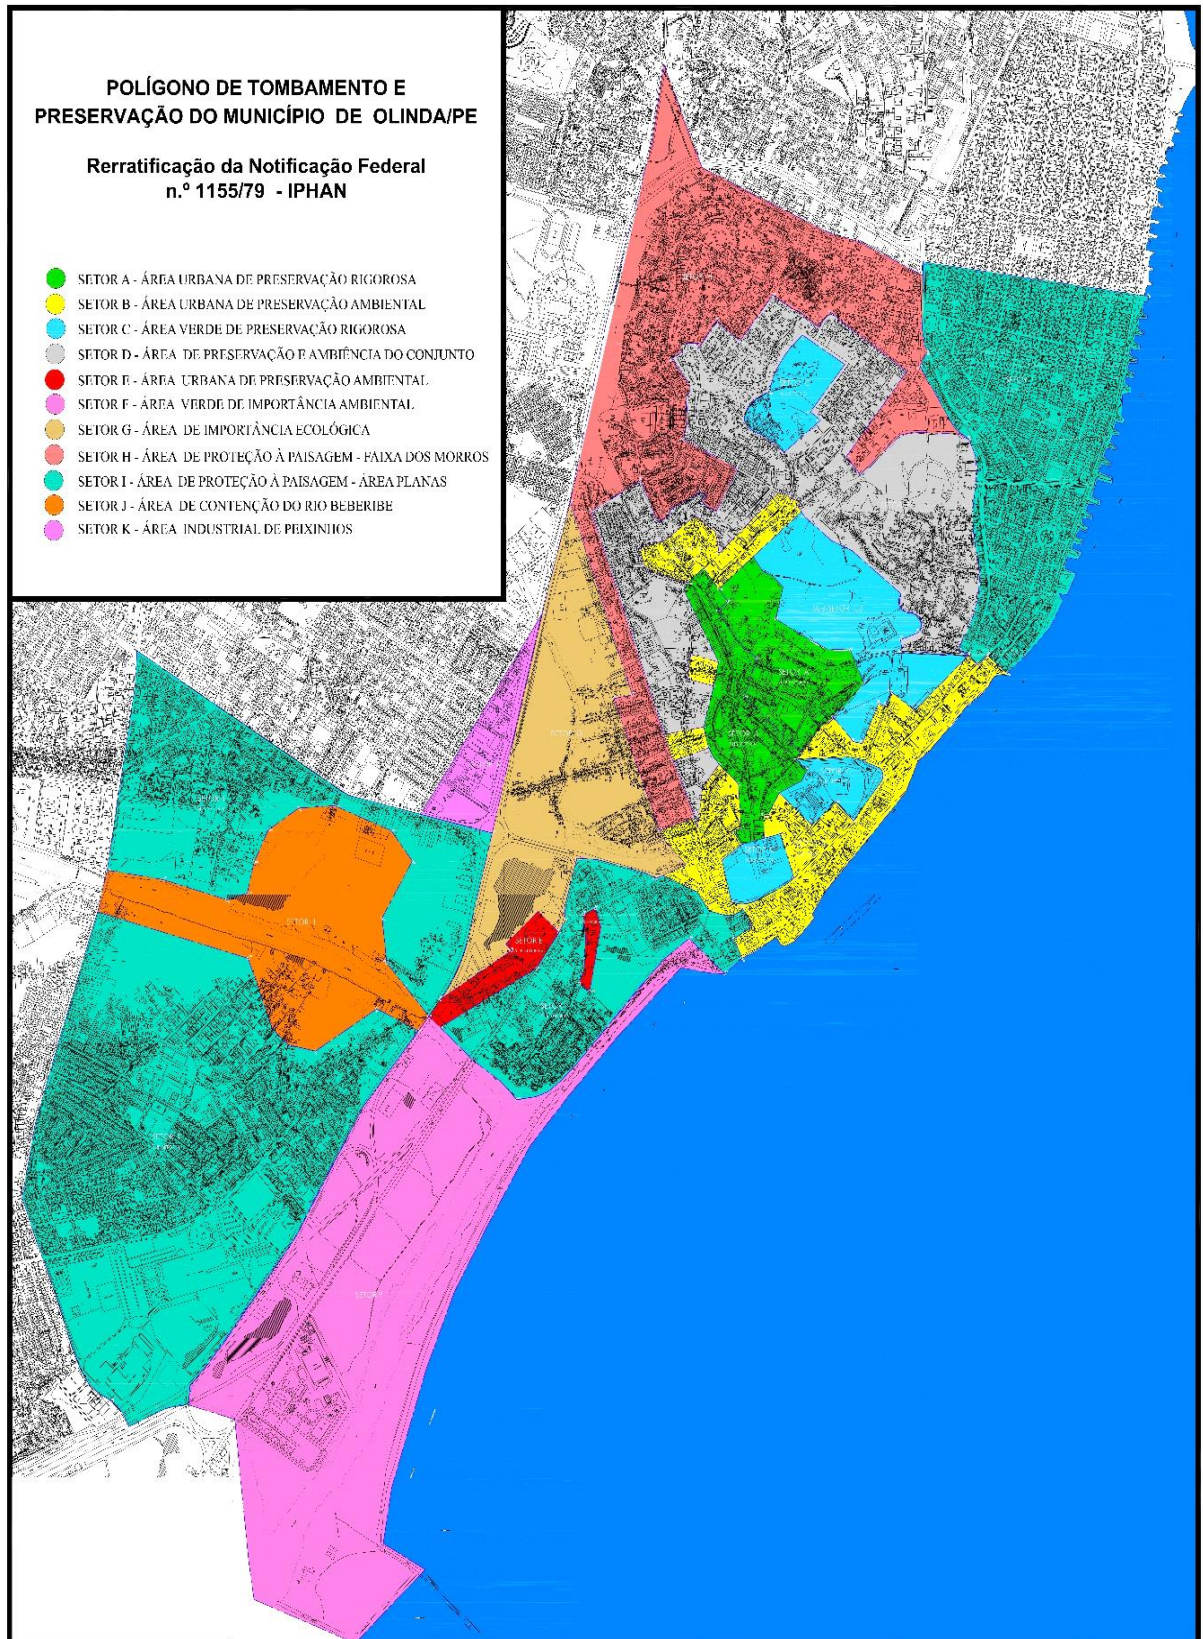 POLÍGONO DE TOMBAMENTO E
PRESERVAÇÃO DO MUNICÍPIO DE OLINDA/PE
Rerratificação da Notificação Federal
n.º 1155/79 - IPHAN
SETOR A - ÁREA URBANA DE PRESERVAÇÃO RIGOROSA
SETOR B - ÁREA URBANA DE PRESERVAÇÃO AMBIENTAL
SETOR C - ÁREA VERDE DE PRESERVAÇÃO RIGOROSA
SETOR D - ÁREA DE PRESERVAÇÃO E AMBIÊNCIA DO CONJUNTO
SETOR E - ÁREA URBANA DE PRESERVAÇÃO AMBIENTAL
SETOR F - ÁREA VERDE DE IMPORTÂNCIA AMBIENTAL
SETOR G - ÁREA DE IMPORTÂNCIA ECOLÓGICA
SETOR H - ÁREA DE PROTEÇÃO À PAISAGEM - FAIXA DOS MORROS
SETOR I - ÁREA DE PROTEÇÃO À PAISAGEM - ÁREA PLANAS
SETOR J - ÁREA DE CONTENÇÃO DO RIO BEBERIBE
SETOR K - ÁREA INDUSTRIAL DE PEIXINHOS
SETOR J
SETOR E
SETOR F